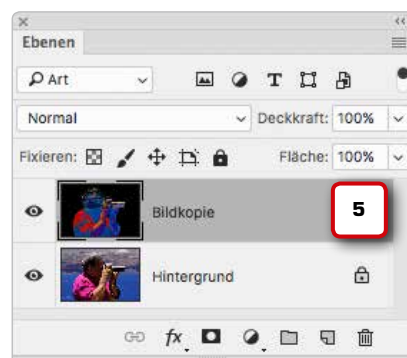 Ebenen
Art
T
Normal
Deckkraft: 100%
Fixieren:
Fläche: 100%
Bildkopie
5
Hintergrund
fx